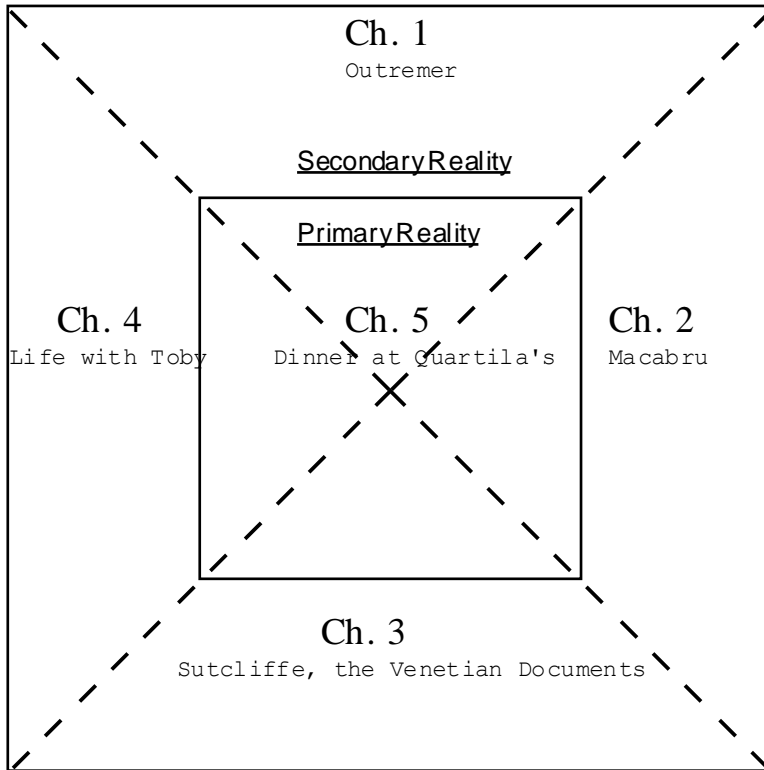 Ch. 1
Outremer
Secondary Reality
Primary Reality
Ch. 4
Life with Toby
Ch. 5
Dinner at Quartila's
Ch. 2
Macabru
Ch. 3
Sutcliffe, the Venetian Documents